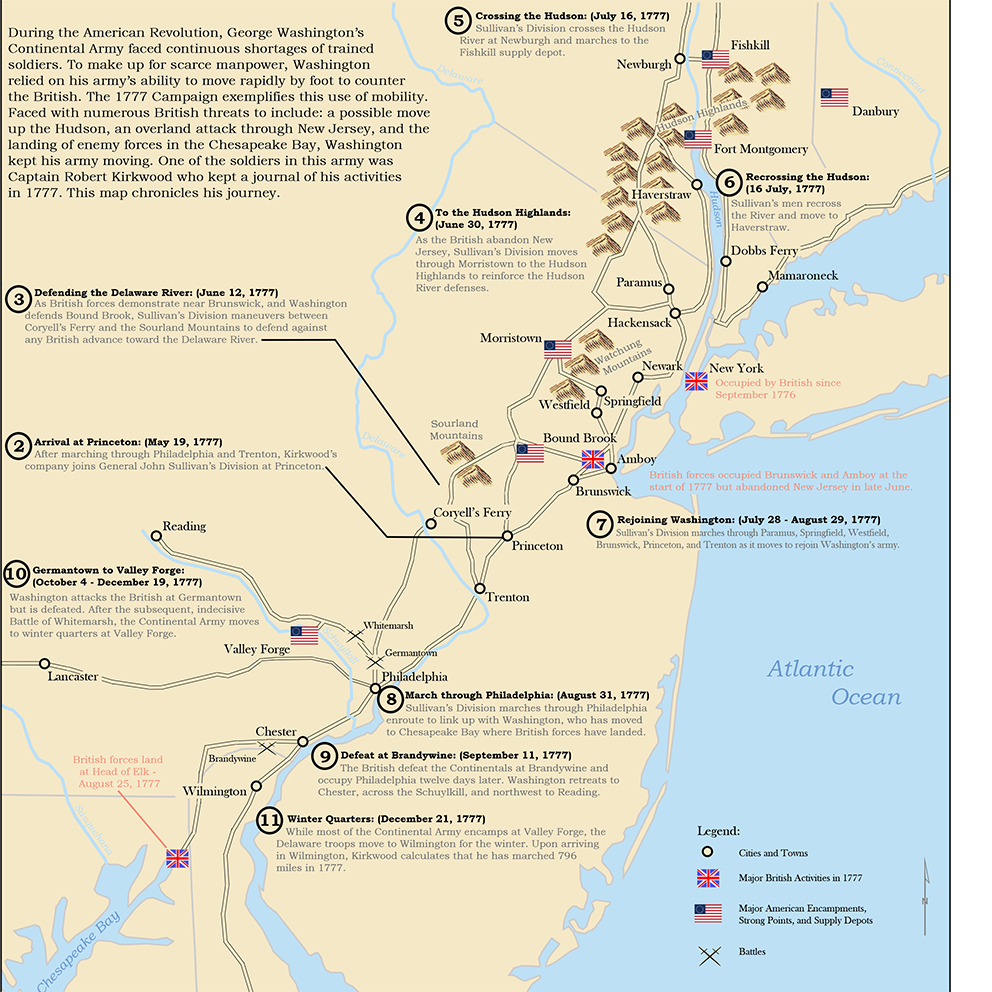 During the American Revolution, George Washington's
Continental Army faced continuous shortages of trained
soldiers. To make up for scarce manpower, Washington
relied on his army's ability to move rapidly by foot to counter
the British. The 1777 Campaign exemplifies this use of mobility.
Faced with numerous British threats to include: a possible move
up the Hudson, an overland attack through New Jersey, and the
landing of enemy forces in the Chesapeake Bay, Washington
kept his army moving. One of the soldiers in this army was
Captain Robert Kirkwood who kept a journal of his activities
in 1777. This map chronicles his journey.
5 Crossing the Hudson: (July 16, 1777)
Sullivan's Division crosses the Hudson
River at Newburgh and marches to the
Fishkill supply depot.
Fishkill
Newburgh
Delaware
Connecticut
Danbury
Hudson Highlands
Fort Montgomery
6 Recrossing the Hudson:
(16 July, 1777)
Sullivan's men recross
the River and move to
Haverstraw.
Haverstraw
Hudson
4 To the Hudson Highlands:
(June 30, 1777)
As the British abandon New
Jersey, Sullivan's Division moves
through Morristown to the Hudson
Highlands to reinforce the Hudson
River defenses.
Dobbs Ferry
Mamaroneck
Paramus
Hackensack
3 Defending the Delaware River: (June 12, 1777)
As British forces demonstrate near Brunswick, and Washington
defends Bound Brook, Sullivan's Division maneuvers between
Coryell's Ferry and the Sourland Mountains to defend against
any British advance toward the Delaware River.
Morristown
Watchung
Mountains
Newark
New York
Occupied by British since
September 1776
Westfield
Springfield
Sourland
Mountains
Delaware
Bound Brook
Amboy
Brunswick
British forces occupied Brunswick and Amboy at the
start of 1777 but abandoned New Jersey in late June.
2 Arrival at Princeton: (May 19, 1777)
After marching through Philadelphia and Trenton, Kirkwood's
company joins General John Sullivan's Division at Princeton.
Coryell's Ferry
Princeton
7 Rejoining Washington: (July 28 - August 29, 1777)
Sullivan's Division marches through Paramus, Springfield, Westfield,
Brunswick, Princeton, and Trenton as it moves to rejoin Washington's army.
Reading
Trenton
10 Germantown to Valley Forge:
(October 4 - December 19, 1777)
Washington attacks the British at Germantown
but is defeated. After the subsequent, indecisive
Battle of Whitemarsh, the Continental Army moves
to winter quarters at Valley Forge.
Whitemarsh
Schuylkill
Valley Forge
Germantown
Lancaster
Philadelphia
8 March through Philadelphia: (August 31, 1777)
Sullivan's Division marches through Philadelphia
enroute to link up with Washington, who has moved
to Chesapeake Bay where British forces have landed.
Atlantic
Ocean
Chester
Brandywine
9 Defeat at Brandywine: (September 11, 1777)
The British defeat the Continentals at Brandywine and
occupy Philadelphia twelve days later. Washington retreats to
Chester, across the Schuylkill, and northwest to Reading.
British forces land
at Head of Elk -
August 25, 1777
Wilmington
11 Winter Quarters: (December 21, 1777)
While most of the Continental Army encamps at Valley Forge, the
Delaware troops move to Wilmington for the winter. Upon arriving
in Wilmington, Kirkwood calculates that he has marched 796
miles in 1777.
Susquehanna
Chesapeake Bay
Legend:
Cities and Towns
Major British Activities in 1777
Major American Encampments,
Strong Points, and Supply Depots
Battles
N